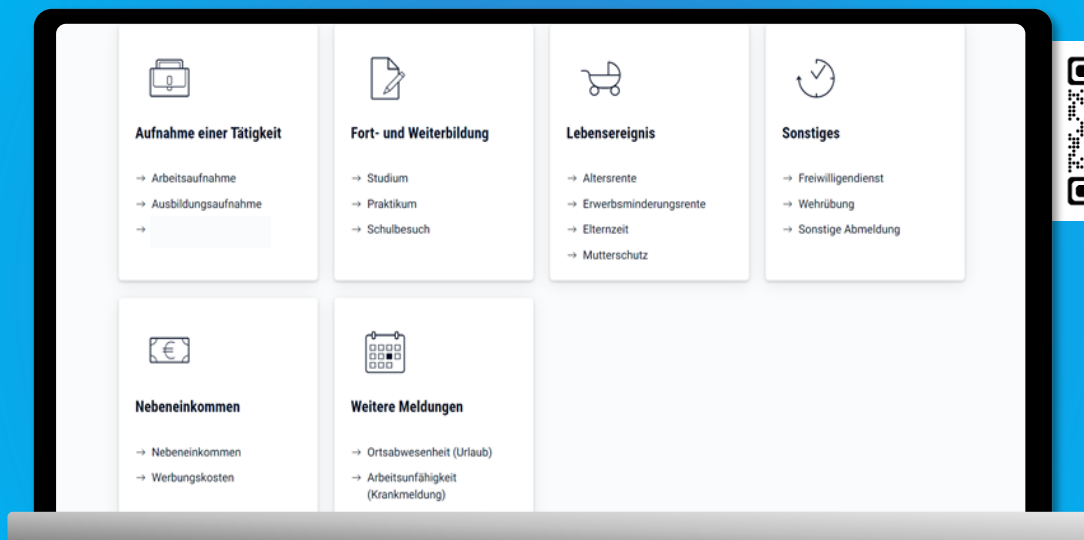 Aufnahme einer Tätigkeit
→ Arbeitsaufnahme
→ Ausbildungsaufnahme
→
Fort- und Weiterbildung
→ Studium
→ Praktikum
→ Schulbesuch
Lebensereignis
→ Altersrente
→ Erwerbsminderungsrente
→ Elternzeit
→ Mutterschutz
Sonstiges
→ Freiwilligendienst
→ Wehrübung
→ Sonstige Abmeldung
Nebeneinkommen
→ Nebeneinkommen
→ Werbungskosten
Weitere Meldungen
→ Ortsabwesenheit (Urlaub)
→ Arbeitsunfähigkeit
(Krankmeldung)